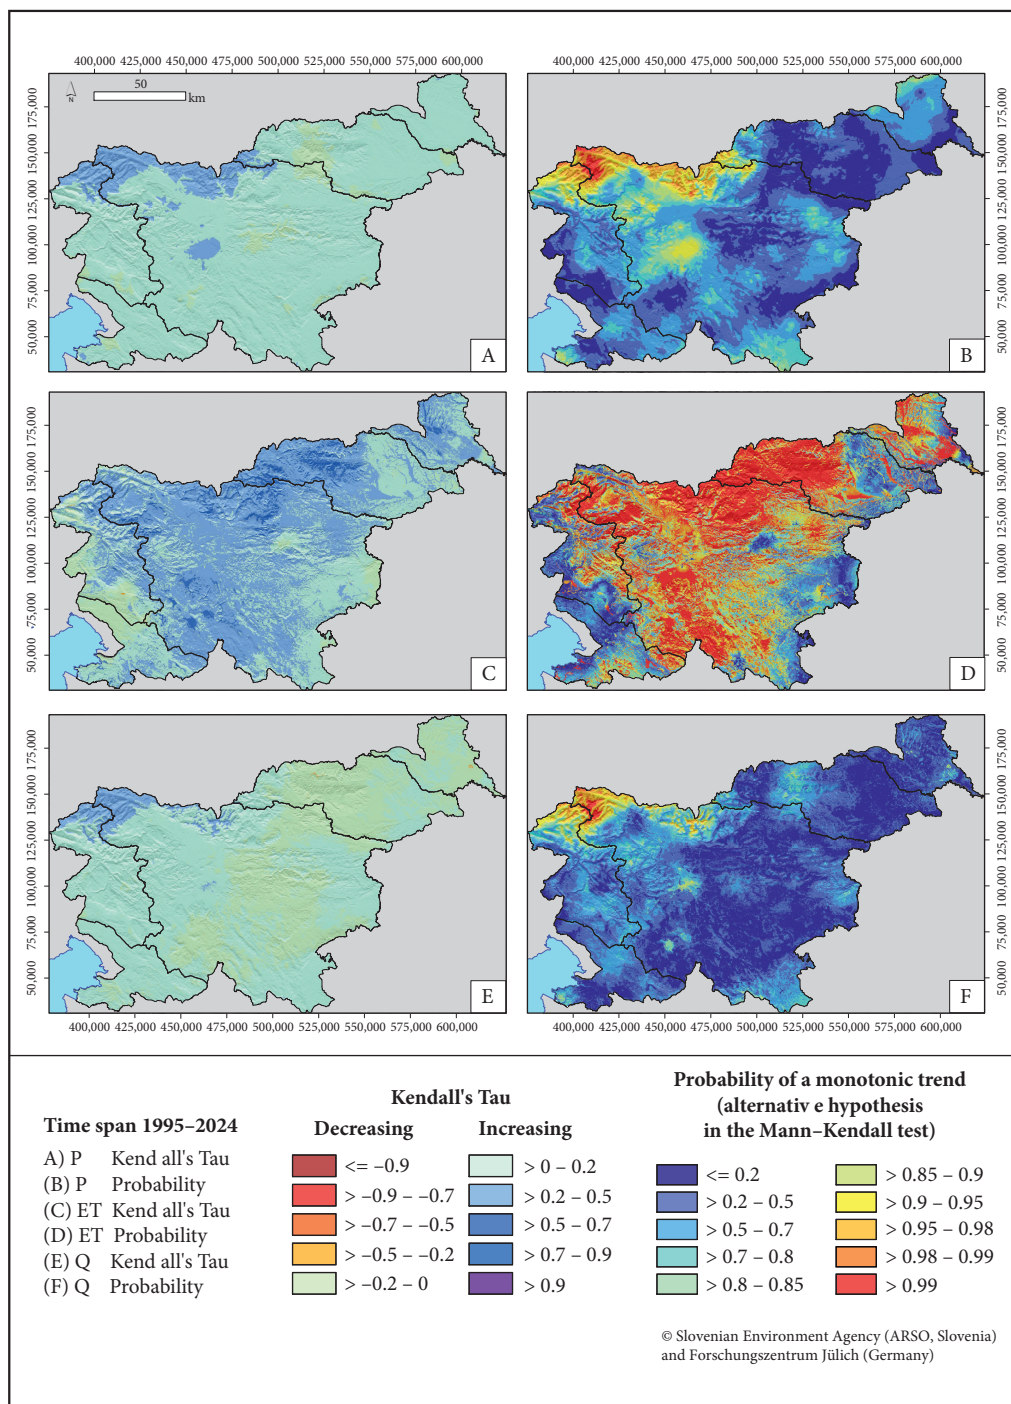 400,000 425,000 450,000 475,000 500,000 525,000 550,000 575,000 600,000
400,000 425,000 450,000 475,000 500,000 525,000 550,000 575,000 600,000
N
50
km
175,000
150,000
125,000
100,000
75,000
50,000
A
B
175,000
150,000
125,000
100,000
75,000
50,000
175,000
150,000
125,000
100,000
75,000
50,000
C
D
175,000
150,000
125,000
100,000
75,000
50,000
175,000
150,000
125,000
100,000
75,000
50,000
E
F
175,000
150,000
125,000
100,000
75,000
50,000
400,000 425,000 450,000 475,000 500,000 525,000 550,000 575,000 600,000
400,000 425,000 450,000 475,000 500,000 525,000 550,000 575,000 600,000
Time span 1995–2024
A) P Kend all's Tau
(B) P Probability
(C) ET Kend all's Tau
(D) ET Probability
(E) Q Kend all's Tau
(F) Q Probability
Kendall's Tau
Decreasing
<= –0.9
> –0.9 – –0.7
> –0.7 – –0.5
> –0.5 – –0.2
> –0.2 – 0
Increasing
> 0 – 0.2
> 0.2 – 0.5
> 0.5 – 0.7
> 0.7 – 0.9
> 0.9
Probability of a monotonic trend
(alternativ e hypothesis
in the Mann–Kendall test)
<= 0.2
> 0.2 – 0.5
> 0.5 – 0.7
> 0.7 – 0.8
> 0.8 – 0.85
> 0.85 – 0.9
> 0.9 – 0.95
> 0.95 – 0.98
> 0.98 – 0.99
> 0.99
© Slovenian Environment Agency (ARSO, Slovenia)
and Forschungszentrum Jülich (Germany)